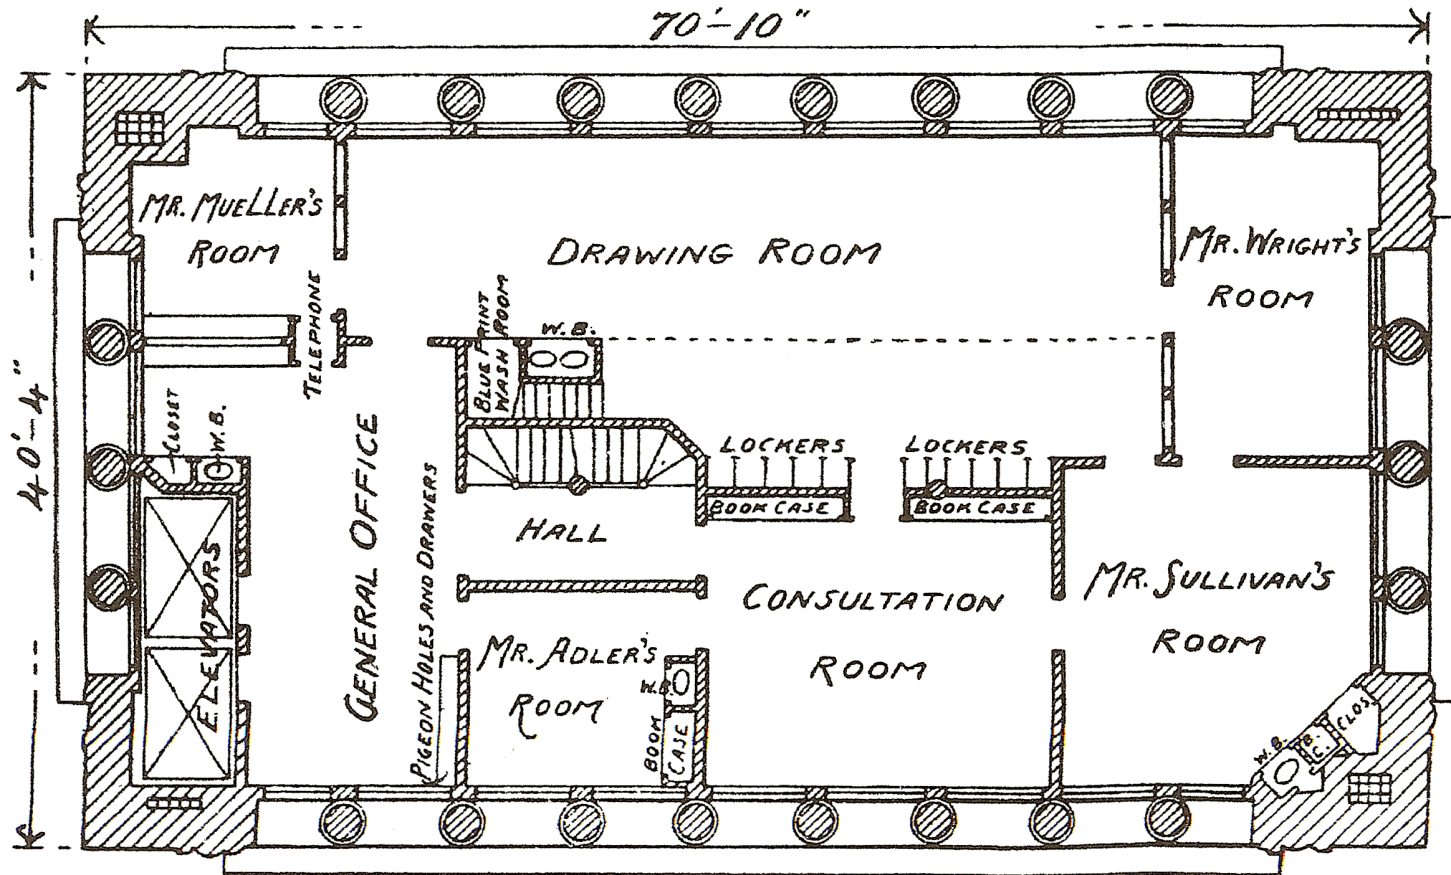 70'-10"
40'-4"
MR. MUELLER'S
ROOM
DRAWING ROOM
MR. WRIGHT'S
ROOM
TELEPHONE
BLUE PRINT
WASH ROOM
W.B.
CLOSET
W.B.
GENERAL OFFICE
LOCKERS
LOCKERS
BOOK CASE
BOOK CASE
PIGEON HOLES AND DRAWERS
HALL
ELEVATORS
CONSULTATION
ROOM
MR. SULLIVAN'S
ROOM
MR. ADLER'S
ROOM
W.B.
BOOK
CASE
W.B.
B.
C.
CLOS.